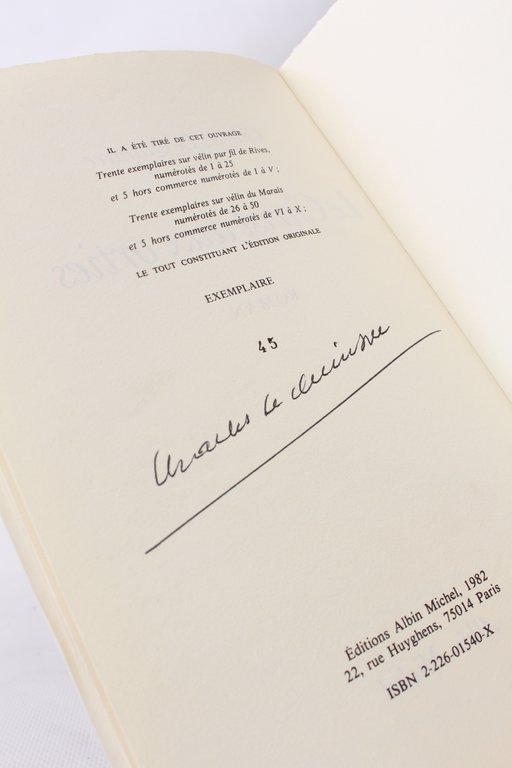 IL A ÉTÉ TIRÉ DE CET OUVRAGE
Trente exemplaires sur vélin pur fil de Rives,
numérotés de 1 à 25
et 5 hors commerce numérotés de I à V ;
Trente exemplaires sur vélin du Marais
numérotés de 26 à 50
et 5 hors commerce numérotés de VI à X ;
LE TOUT CONSTITUANT L'ÉDITION ORIGINALE
EXEMPLAIRE
45
Charles Le Quintrec
Éditions Albin Michel, 1982
22, rue Huyghens, 75014 Paris
ISBN 2-226-01540-X